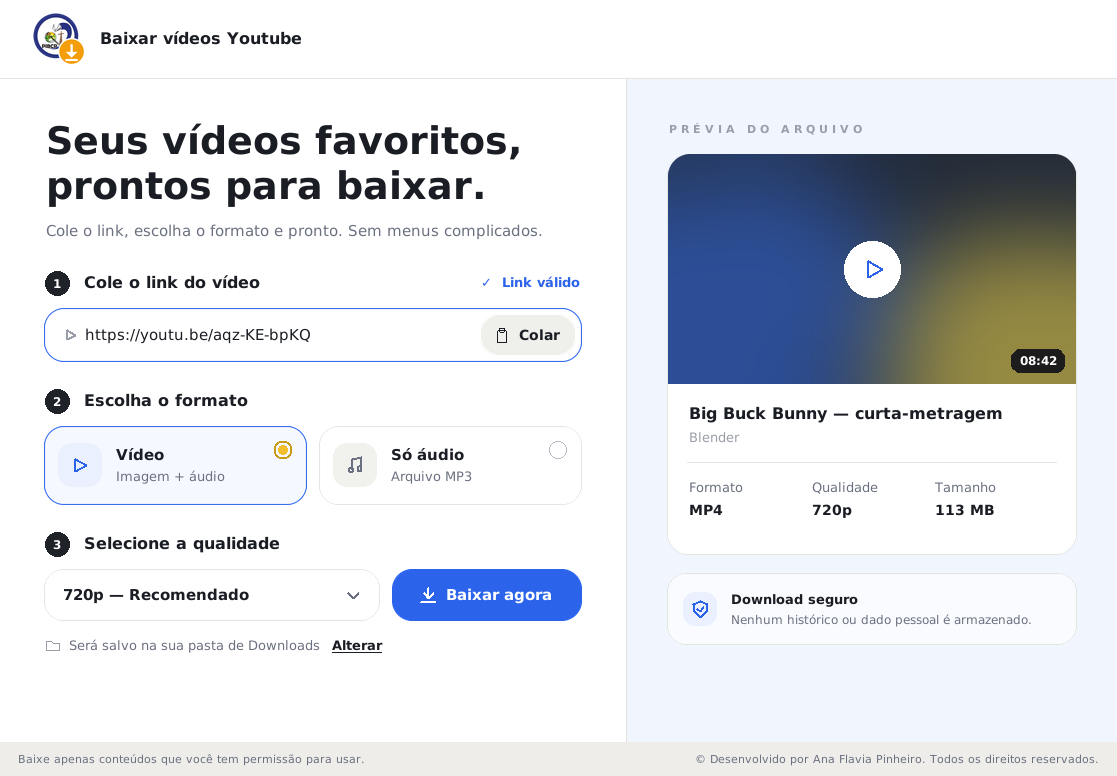 Baixar vídeos Youtube
Seus vídeos favoritos,
prontos para baixar.
Cole o link, escolha o formato e pronto. Sem menus complicados.
1 Cole o link do vídeo ✓ Link válido
https://youtu.be/aqz-KE-bpKQ Colar
2 Escolha o formato
Vídeo
Imagem + áudio
Só áudio
Arquivo MP3
3 Selecione a qualidade
720p — Recomendado Baixar agora
Será salvo na sua pasta de Downloads Alterar
PRÉVIA DO ARQUIVO
08:42
Big Buck Bunny — curta-metragem
Blender
Formato Qualidade Tamanho
MP4 720p 113 MB
Download seguro
Nenhum histórico ou dado pessoal é armazenado.
Baixe apenas conteúdos que você tem permissão para usar.
© Desenvolvido por Ana Flavia Pinheiro. Todos os direitos reservados.